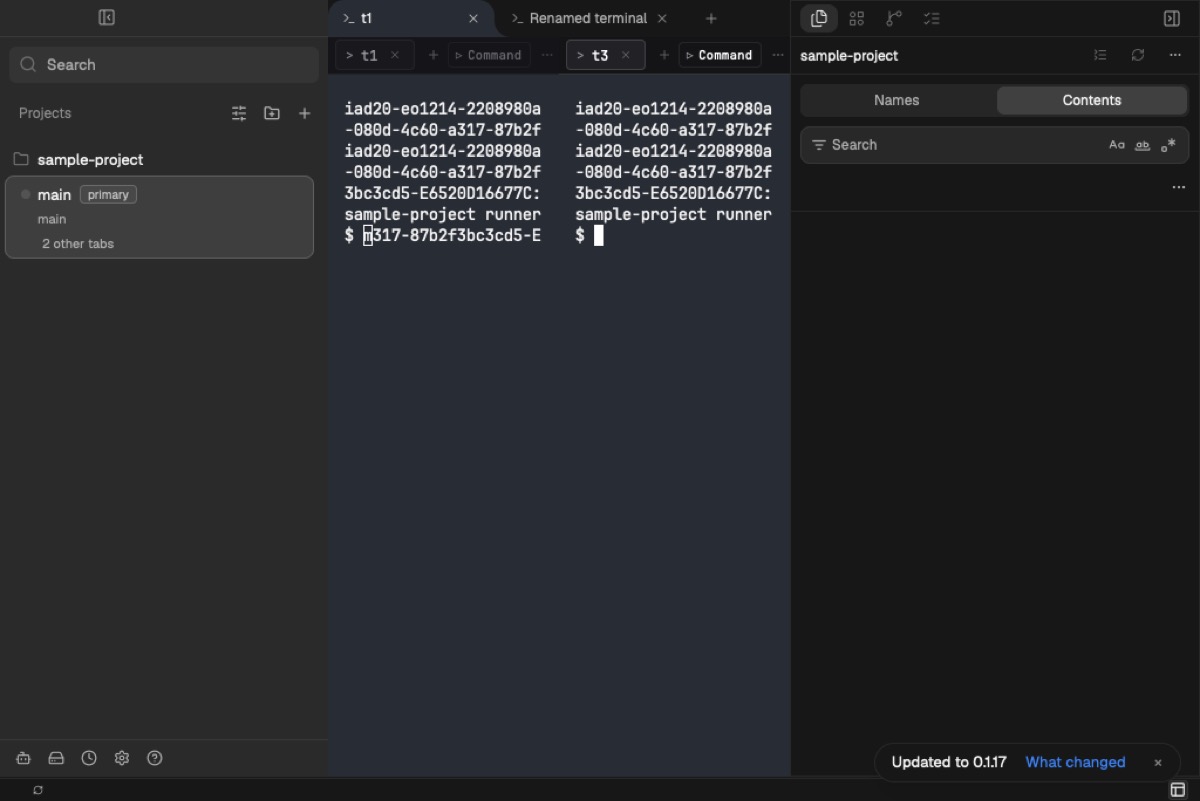 t1
Renamed terminal
Search
t1
Command
t3
Command
sample-project
Projects
Names
Contents
Search
Aa
ab
sample-project
main
primary
main
2 other tabs
iad20-eo1214-2208980a
-080d-4c60-a317-87b2f
iad20-eo1214-2208980a
-080d-4c60-a317-87b2f
3bc3cd5-E6520D16677C:
sample-project runner
$ m317-87b2f3bc3cd5-E
iad20-eo1214-2208980a
-080d-4c60-a317-87b2f
iad20-eo1214-2208980a
-080d-4c60-a317-87b2f
3bc3cd5-E6520D16677C:
sample-project runner
$
Updated to 0.1.17
What changed